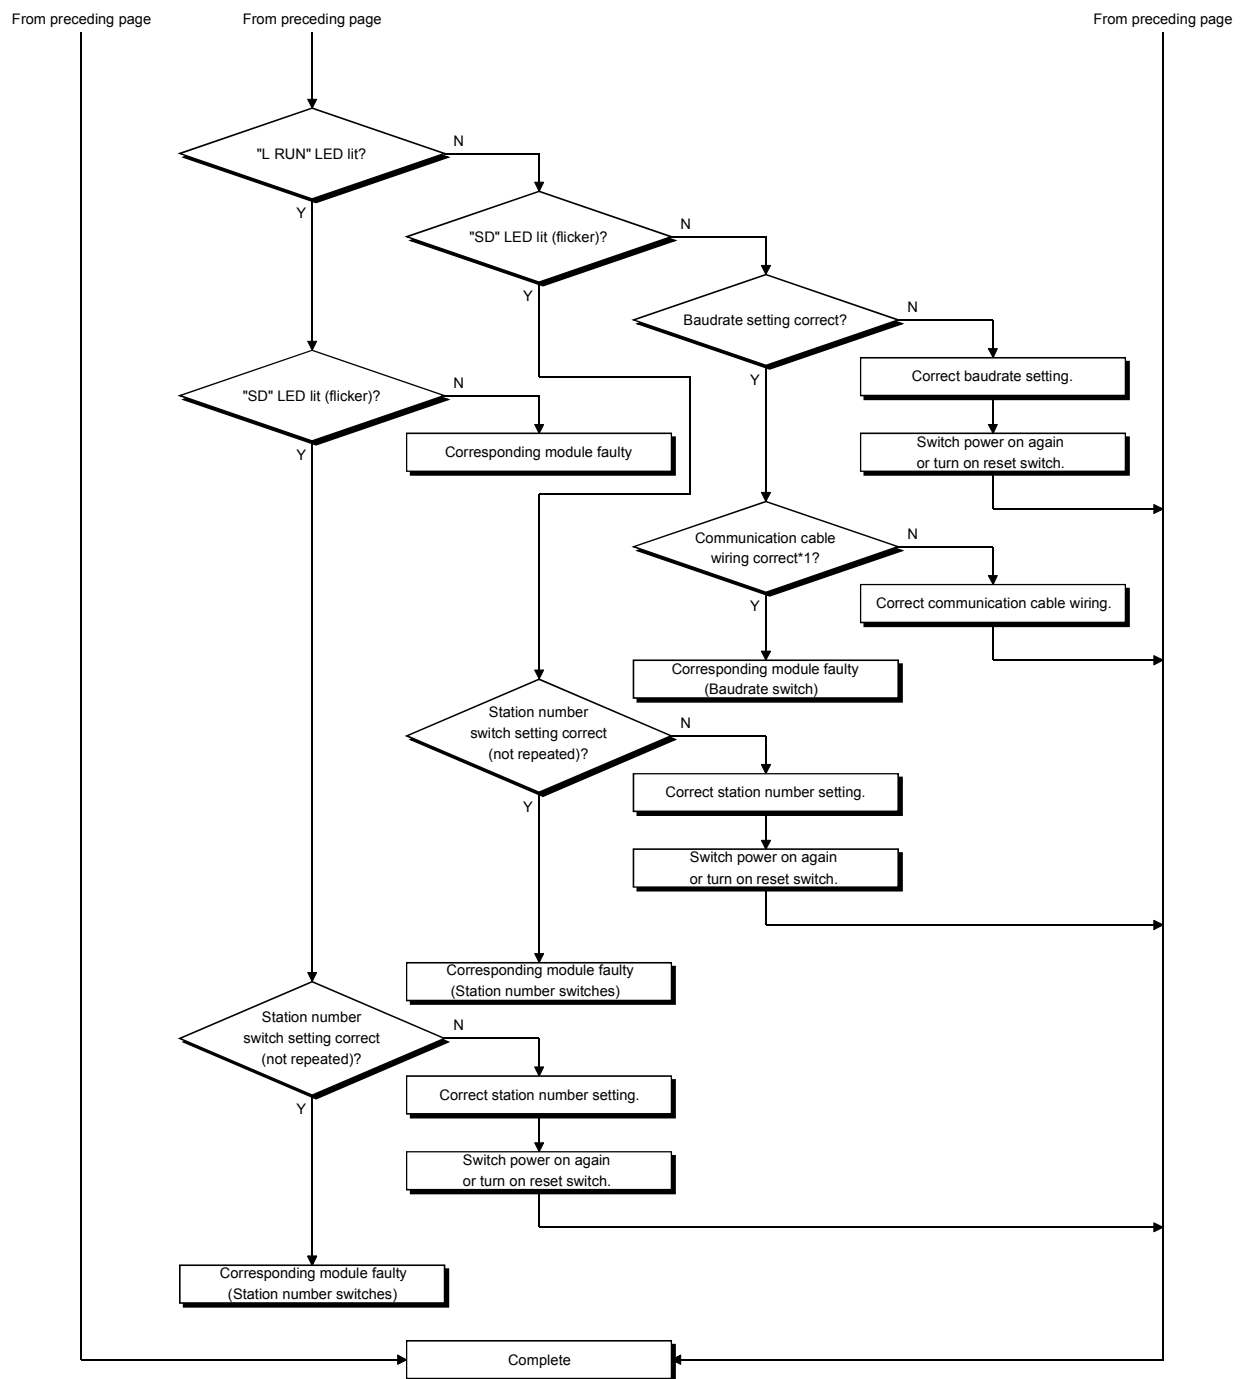 From preceding page
From preceding page
From preceding page
"L RUN" LED lit?
N
Y
"SD" LED lit (flicker)?
N
Y
Baudrate setting correct?
N
Y
Correct baudrate setting.
"SD" LED lit (flicker)?
N
Y
Corresponding module faulty
Switch power on again
or turn on reset switch.
Communication cable
wiring correct*1?
N
Y
Correct communication cable wiring.
Corresponding module faulty
(Baudrate switch)
Station number
switch setting correct
(not repeated)?
N
Y
Correct station number setting.
Switch power on again
or turn on reset switch.
Corresponding module faulty
(Station number switches)
Station number
switch setting correct
(not repeated)?
N
Y
Correct station number setting.
Switch power on again
or turn on reset switch.
Corresponding module faulty
(Station number switches)
Complete